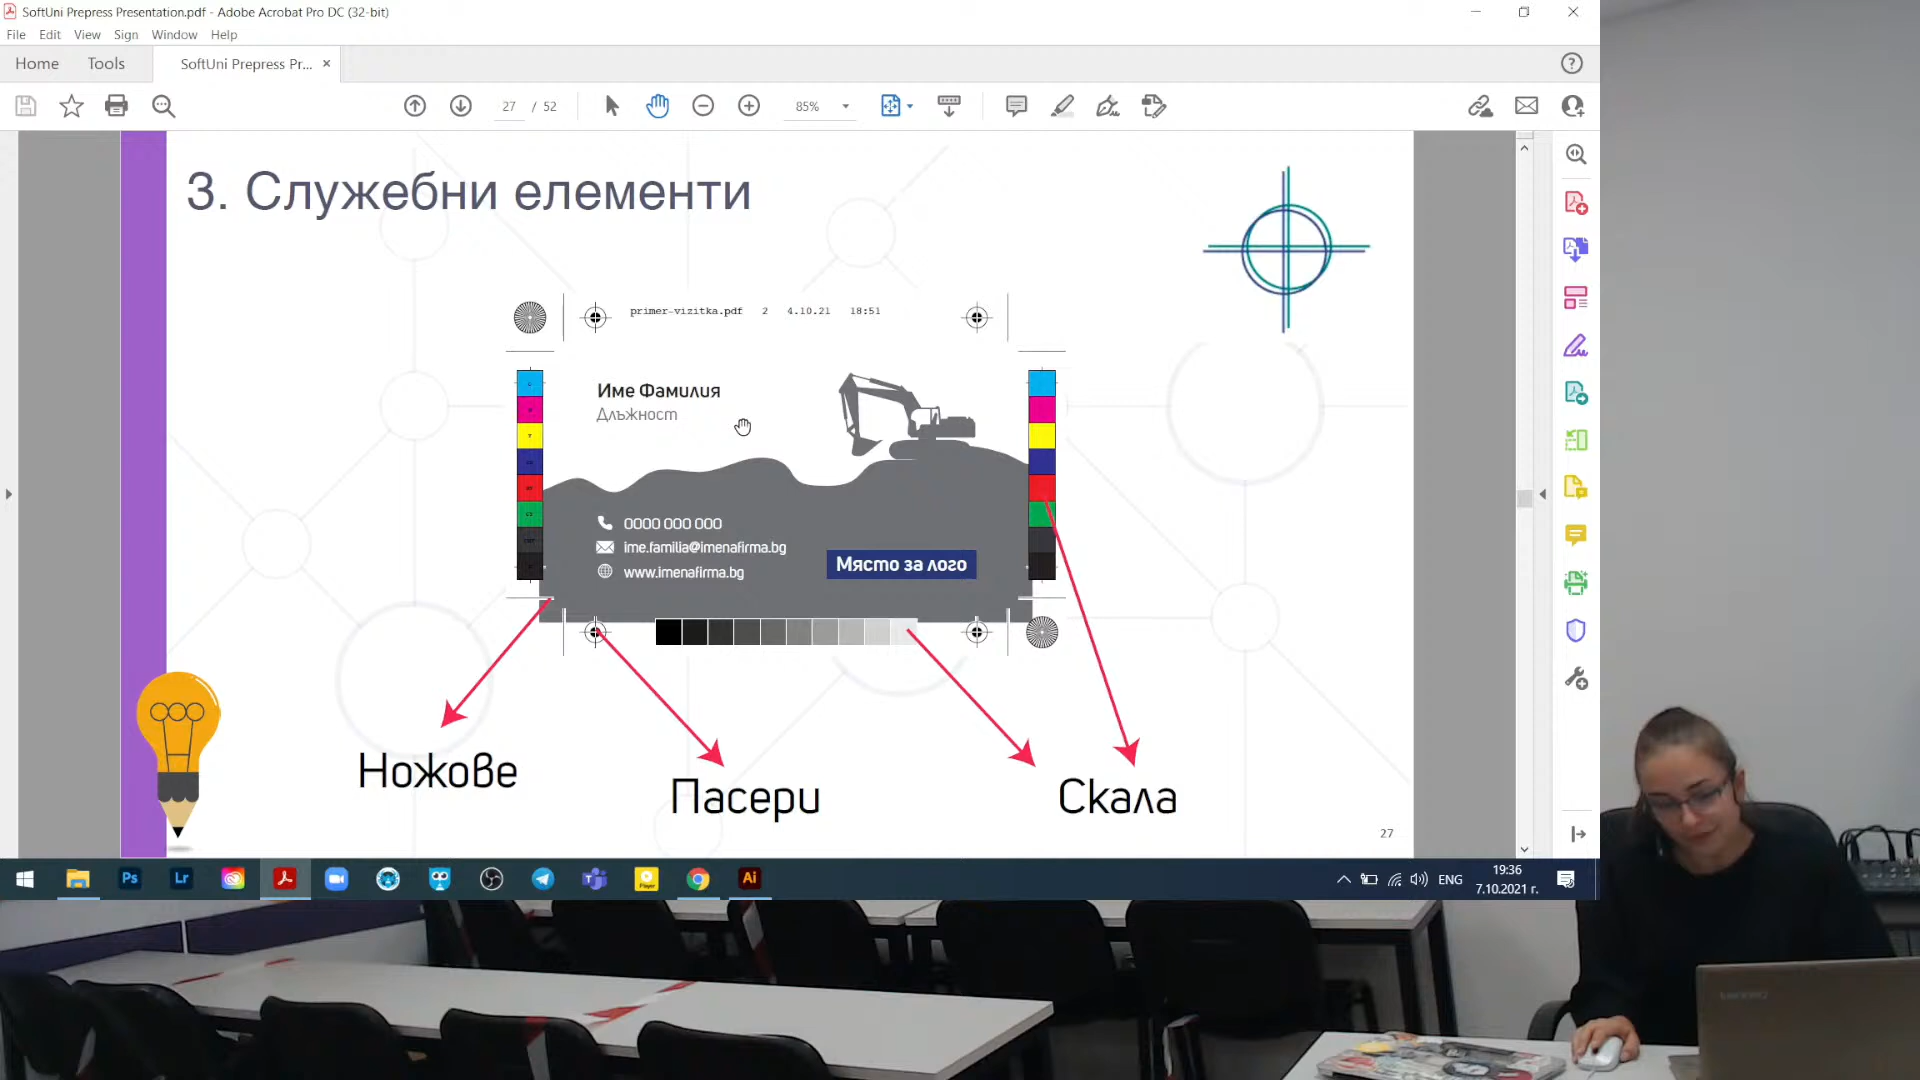 SoftUni Prepress Presentation.pdf - Adobe Acrobat Pro DC (32-bit)
File Edit View Sign Window Help
Home Tools SoftUni Prepress Pr...
27 / 52 85%
3. Служебни елементи
primer-vizitka.pdf 2 4.10.21 18:51
Име Фамилия
Длъжност
0000 000 000
ime.familia@imenafirma.bg
www.imenafirma.bg
Място за лого
Ножове
Пасери
Скала
27
Ps Lr Ai
ENG
19:36
7.10.2021 г.